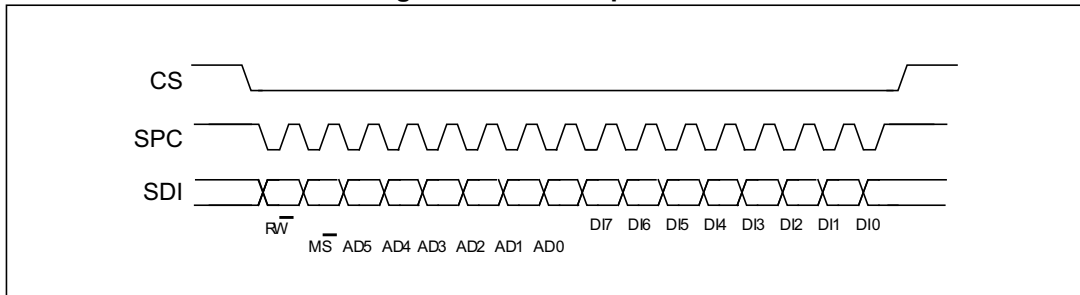 CS
SPC
SDI
RW̅ DI7 DI6 DI5 DI4 DI3 DI2 DI1 DI0
MS̅ AD5 AD4 AD3 AD2 AD1 AD0